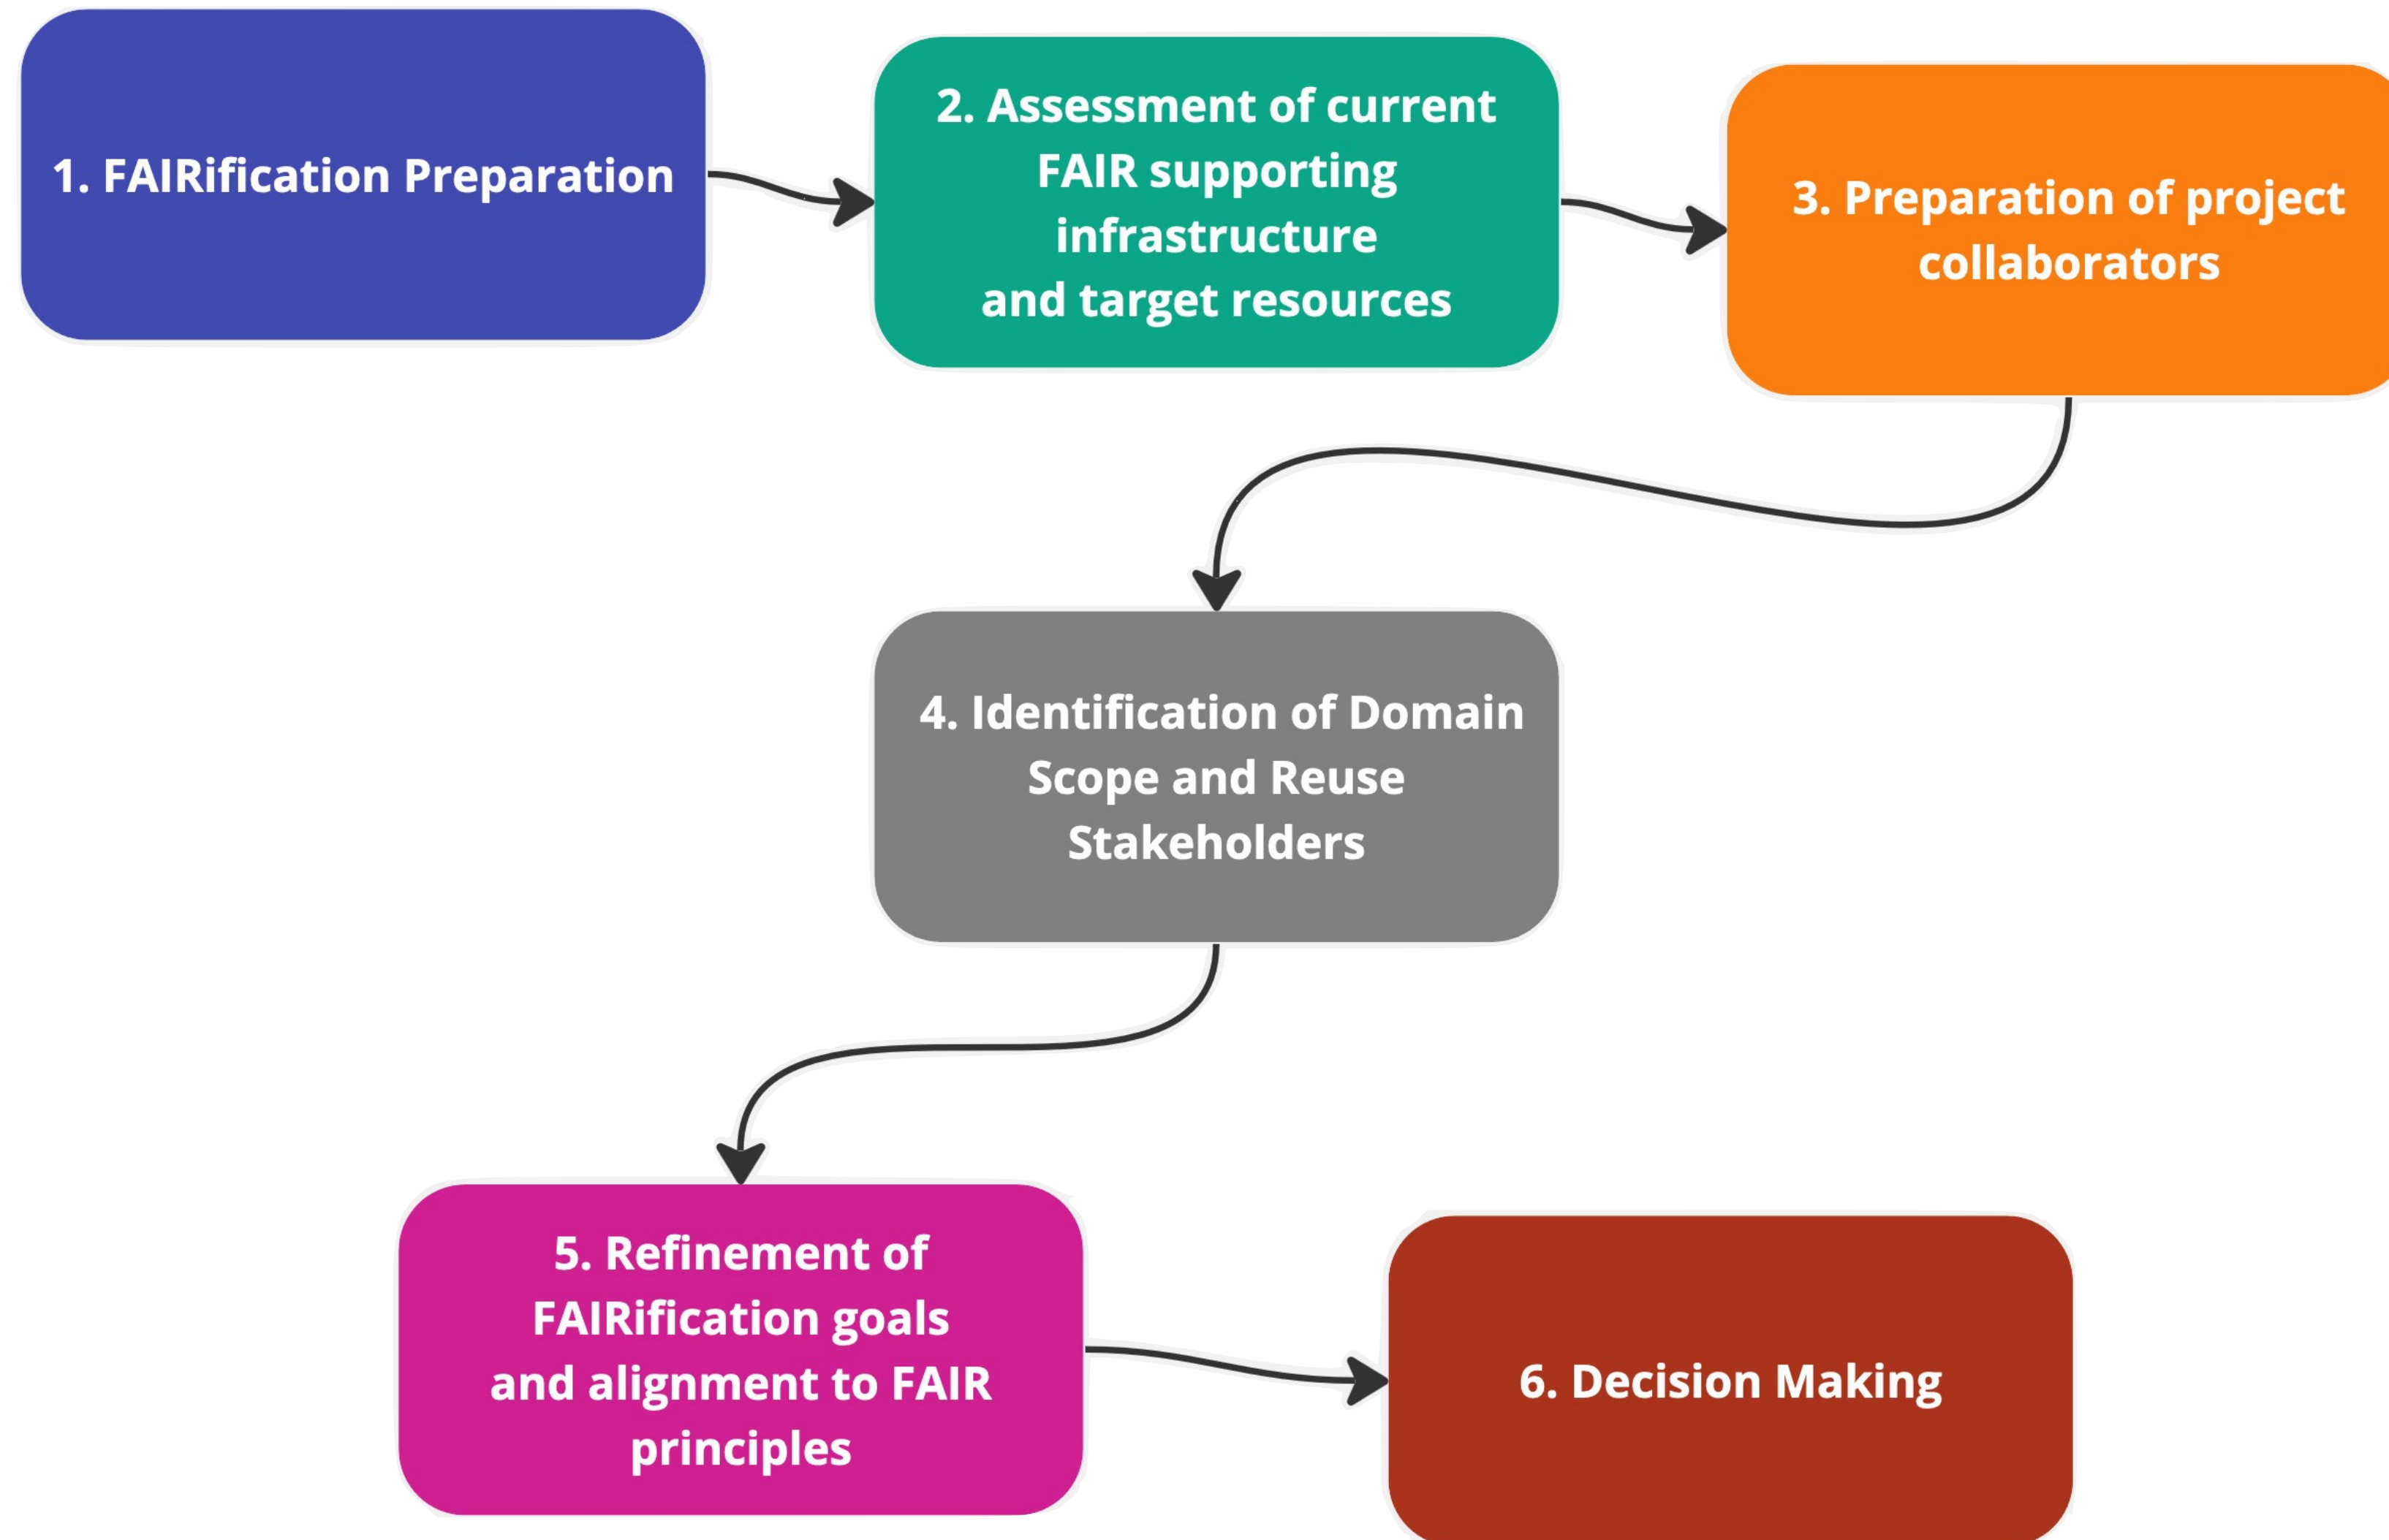 1. FAIRification Preparation
2. Assessment of current
FAIR supporting
infrastructure
and target resources
3. Preparation of project
collaborators
4. Identification of Domain
Scope and Reuse
Stakeholders
5. Refinement of
FAIRification goals
and alignment to FAIR
principles
6. Decision Making